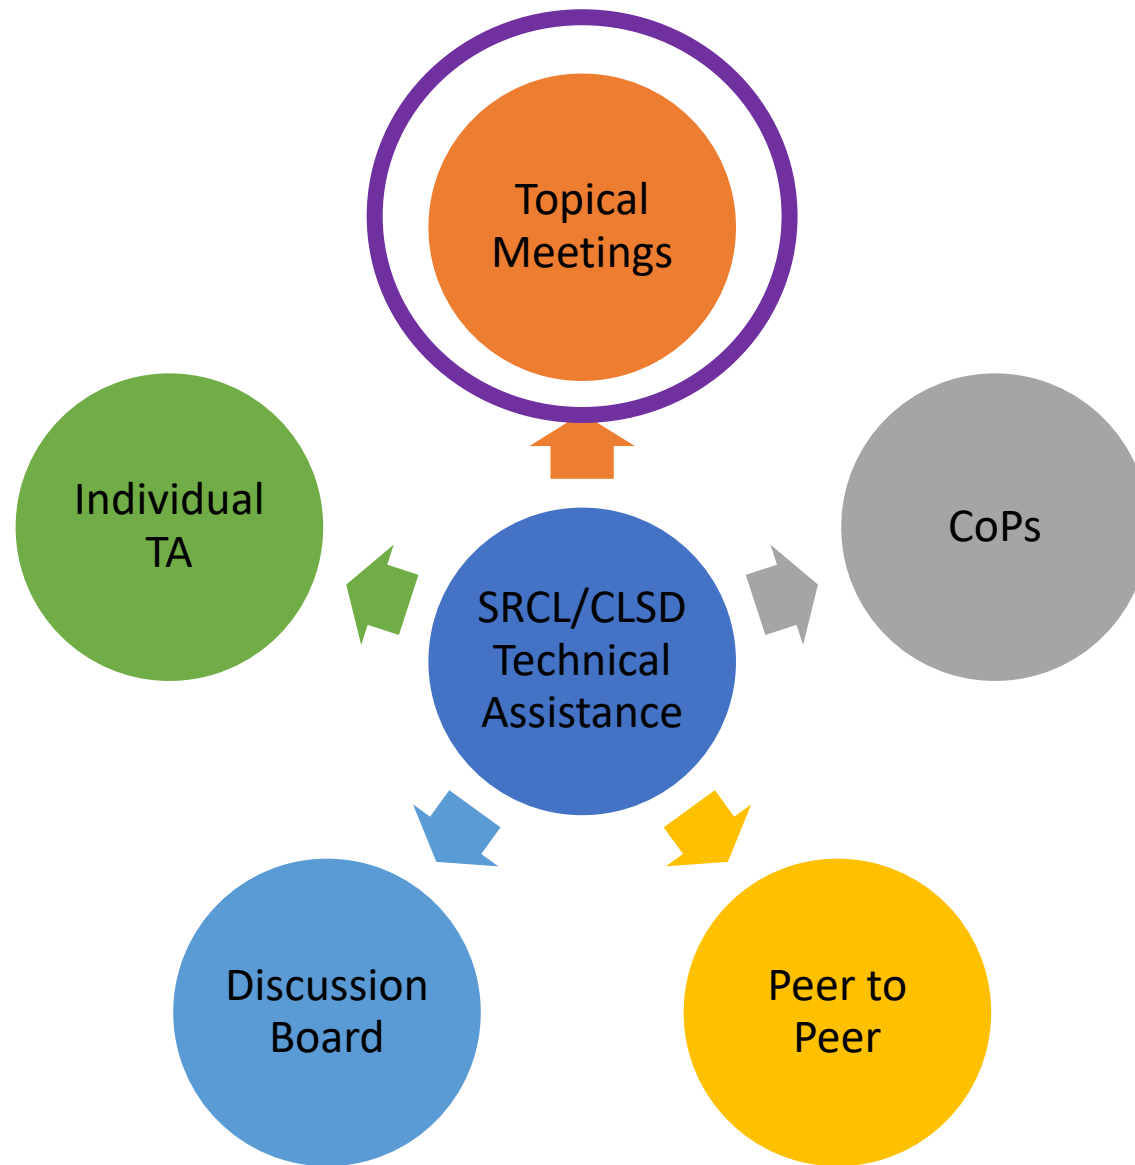 Topical
Meetings
Individual
TA
CoPs
SRCL/CLSD
Technical
Assistance
Discussion
Board
Peer to
Peer